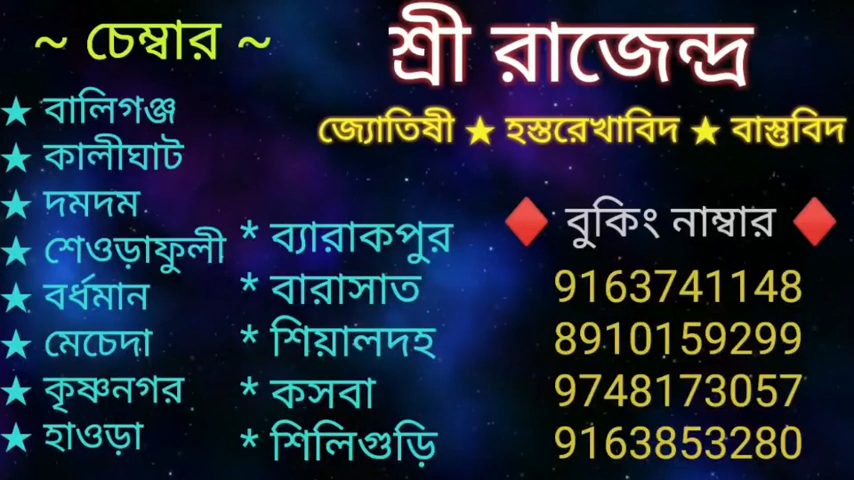 ~ চেম্বার ~
★ বালিগঞ্জ
★ কালীঘাট
★ দমদম
★ শেওড়াফুলী
★ বর্ধমান
★ মেচেদা
★ কৃষ্ণনগর
★ হাওড়া
* ব্যারাকপুর
* বারাসাত
* শিয়ালদহ
* কসবা
* শিলিগুড়ি
শ্রী রাজেন্দ্র
জ্যোতিষী ★ হস্তরেখাবিদ ★ বাস্তুবিদ
♦ বুকিং নাম্বার ♦
9163741148
8910159299
9748173057
9163853280